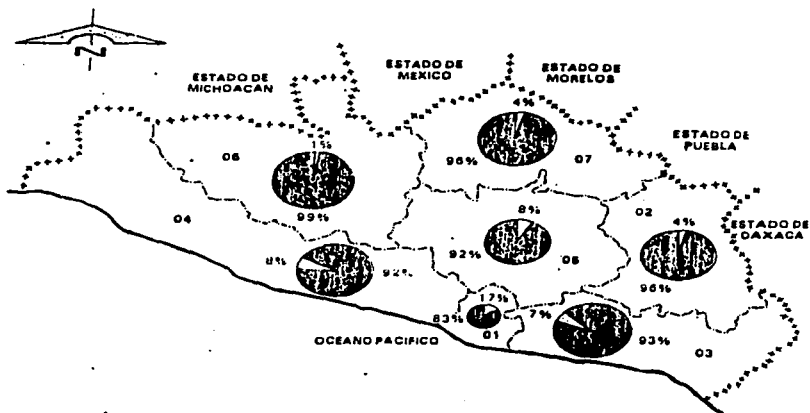 N
ESTADO DE
MICHOACAN
ESTADO DE
MEXICO
ESTADO DE
MORELOS
ESTADO DE
PUEBLA
ESTADO DE
OAXACA
06
1%
99%
04
8%
92%
4%
96%
07
8%
92%
05
02
4%
96%
17%
83%
01
7%
93%
03
OCEANO PACIFICO